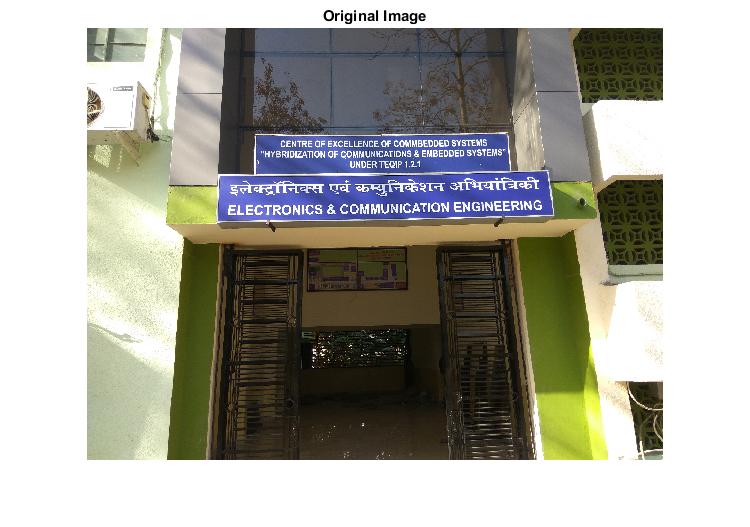 Original Image
CENTRE OF EXCELLENCE OF COMMBEDDED SYSTEMS
"HYBRIDIZATION OF COMMUNICATIONS & EMBEDDED SYSTEMS"
UNDER TEQIP 1.2.1
इलेक्ट्रॉनिक्स एवं कम्युनिकेशन अभियांत्रिकी
ELECTRONICS & COMMUNICATION ENGINEERING